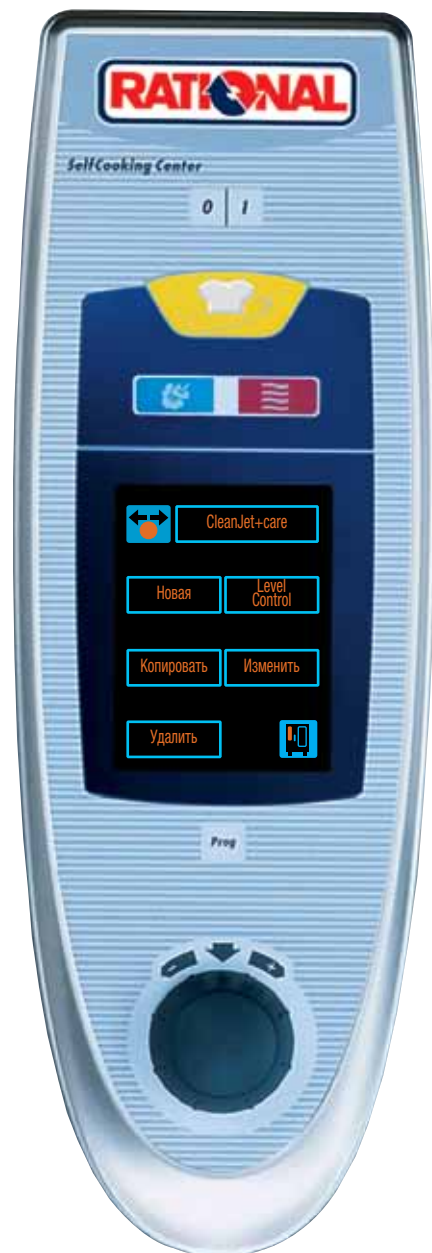 RATIONAL
SelfCooking Center
0 1
CleanJet+care
Новая
Level
Control
Копировать
Изменить
Удалить
Prog